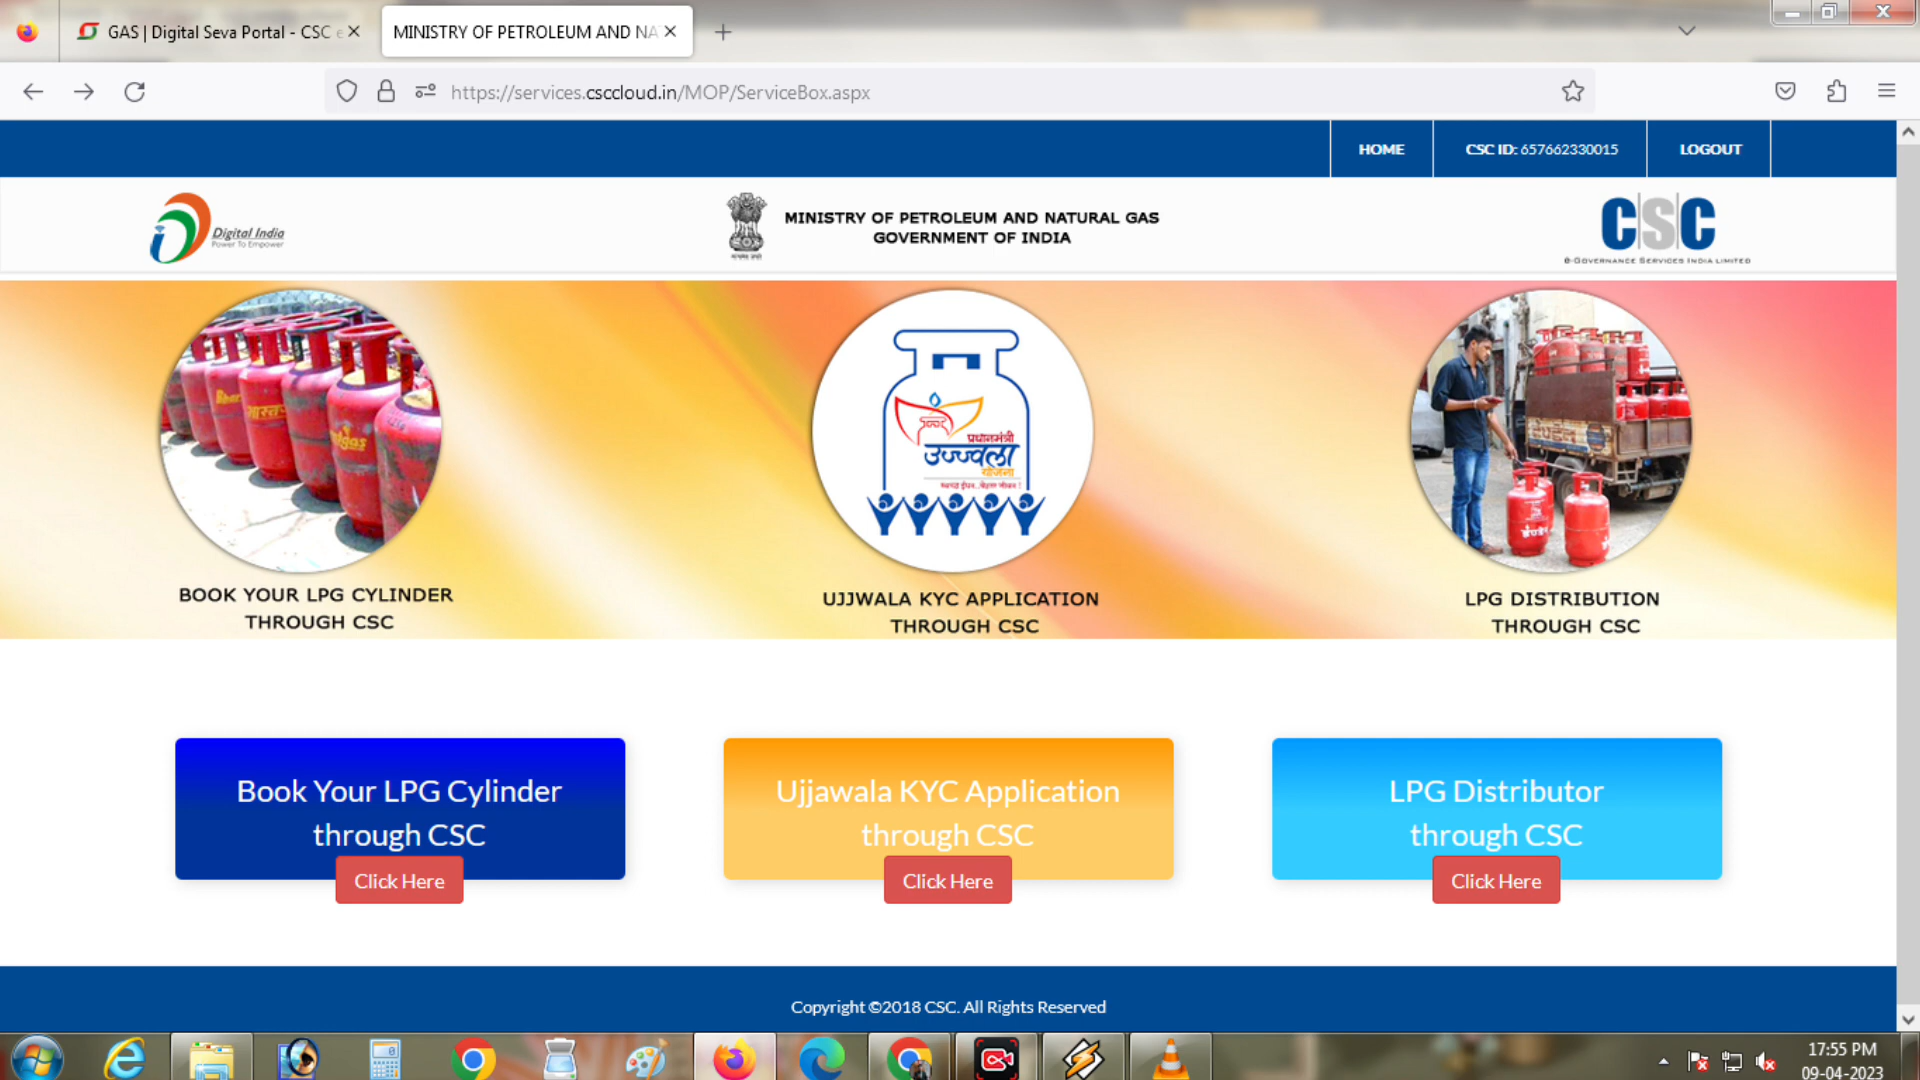 GAS | Digital Seva Portal - CSC e
MINISTRY OF PETROLEUM AND NA
https://services.csccloud.in/MOP/ServiceBox.aspx
HOME
CSC ID: 657662330015
LOGOUT
Digital India
Power To Empower
MINISTRY OF PETROLEUM AND NATURAL GAS
GOVERNMENT OF INDIA
CSC
e-Governance Services India Limited
प्रधानमंत्री
उज्ज्वला
योजना
BOOK YOUR LPG CYLINDER
THROUGH CSC
UJJWALA KYC APPLICATION
THROUGH CSC
LPG DISTRIBUTION
THROUGH CSC
Book Your LPG Cylinder
through CSC
Click Here
Ujjawala KYC Application
through CSC
Click Here
LPG Distributor
through CSC
Click Here
Copyright ©2018 CSC. All Rights Reserved
17:55 PM
09-04-2023